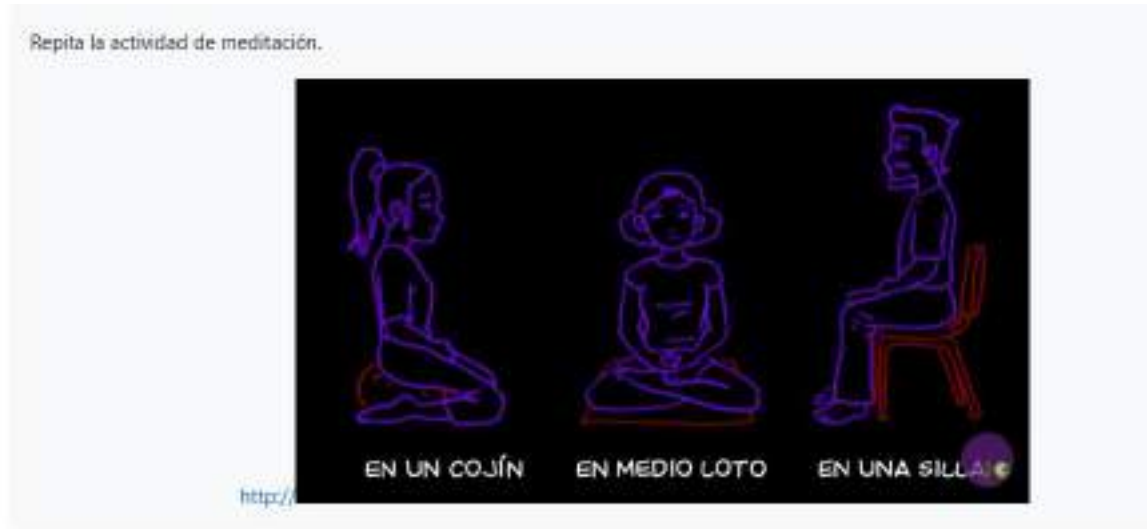 Repita la actividad de meditación.
EN UN COJÍN
EN MEDIO LOTO
EN UNA SILLA
http://